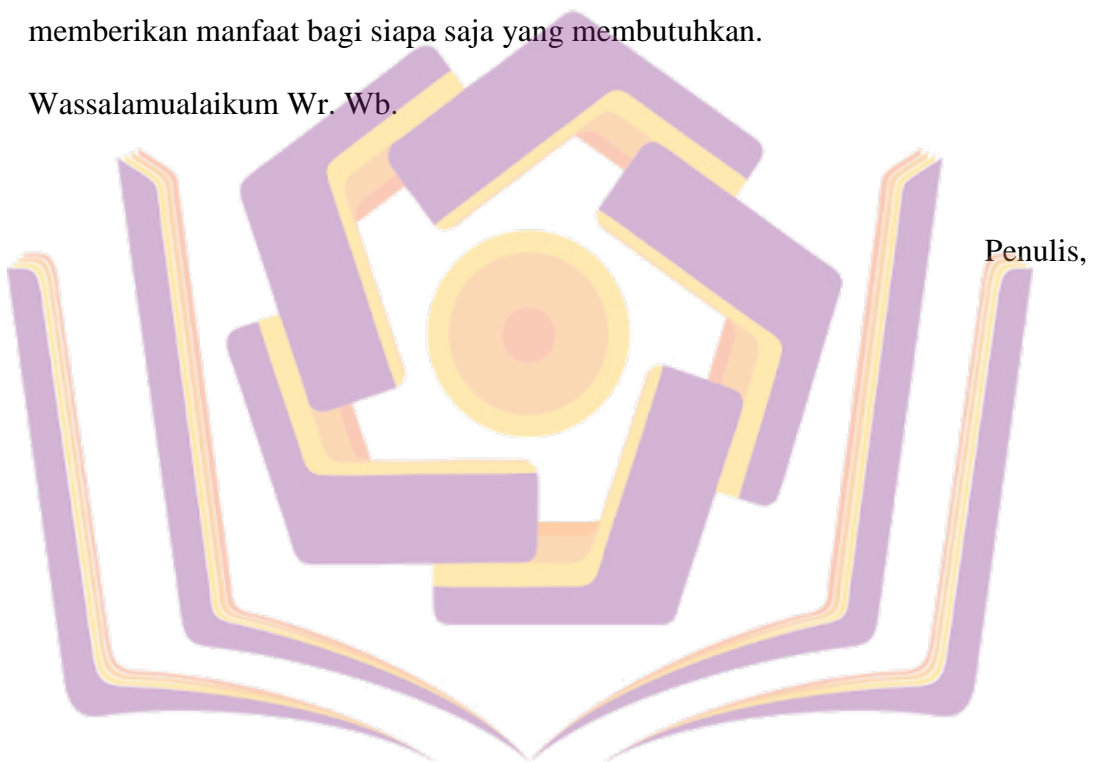 memberikan manfaat bagi siapa saja yang membutuhkan.
Wassalamualaikum Wr. Wb.
Penulis,